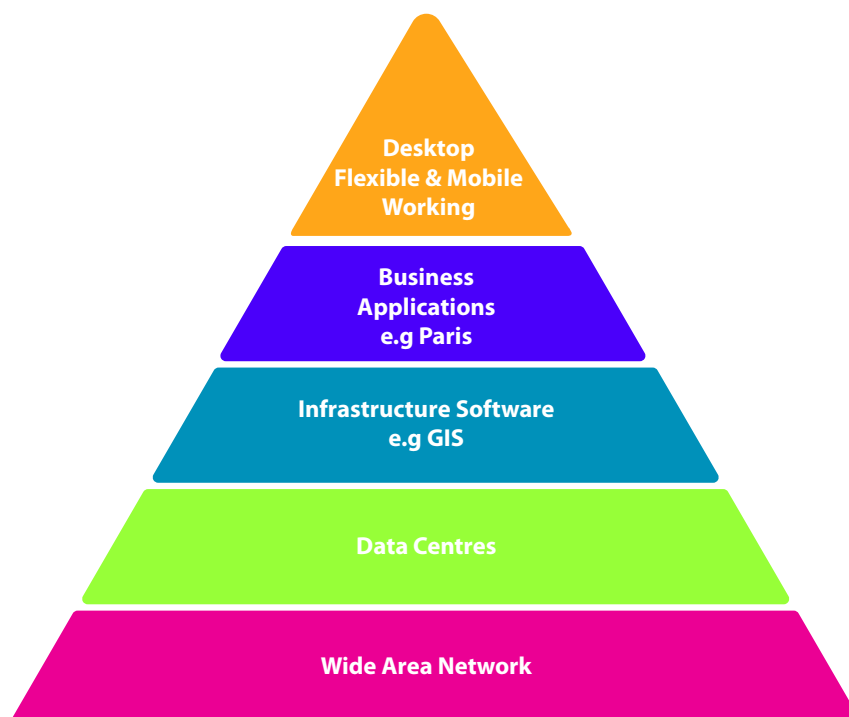 Desktop
Flexible & Mobile
Working
Business
Applications
e.g Paris
Infrastructure Software
e.g GIS
Data Centres
Wide Area Network